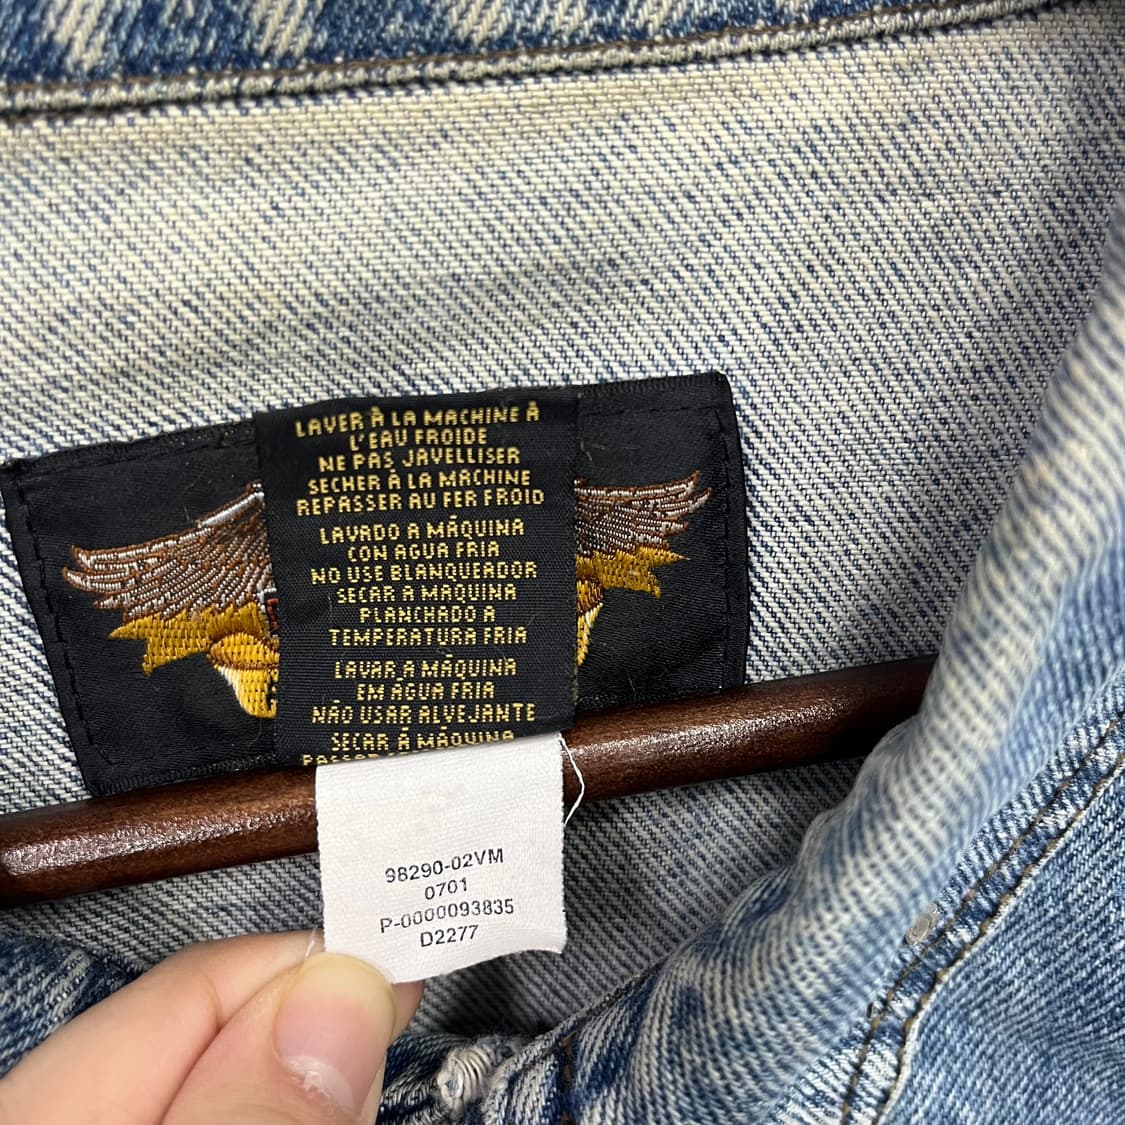 LAVER À LA MACHINE À
L'EAU FROIDE
NE PAS JAVELLISER
SECHER À LA MACHINE
REPASSER AU FER FROID
LAVADO A MÁQUINA
CON AGUA FRIA
NO USE BLANQUEADOR
SECAR A MAQUINA
PLANCHADO A
TEMPERATURA FRIA
LAVAR A MÁQUINA
EM ÁGUA FRIA
NÃO USAR ALVEJANTE
SECAR Á MÁQUINA
98290-02VM
0701
P-0000093835
D2277